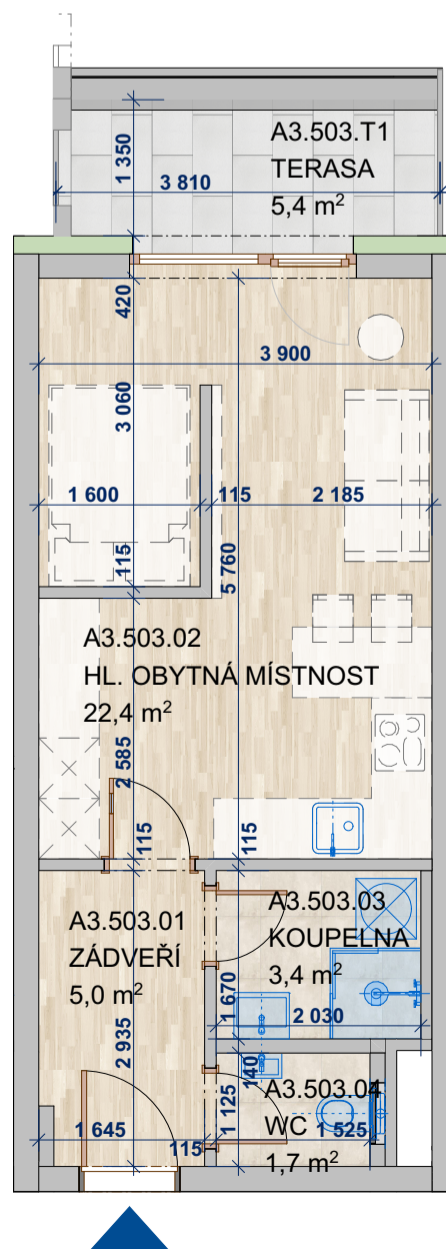 A3.503.T1
TERASA
5,4 m²
1 350
3 810
420
3 900
3 060
1 600
115
2 185
115
5 760
A3.503.02
HL. OBYTNÁ MÍSTNOST
22,4 m²
2 585
115
115
A3.503.01
ZÁDVEŘÍ
5,0 m²
A3.503.03
KOUPELNA
3,4 m²
1 670
2 030
2 935
140
A3.503.04
WC
1,7 m²
1 125
1 645
115
1 525